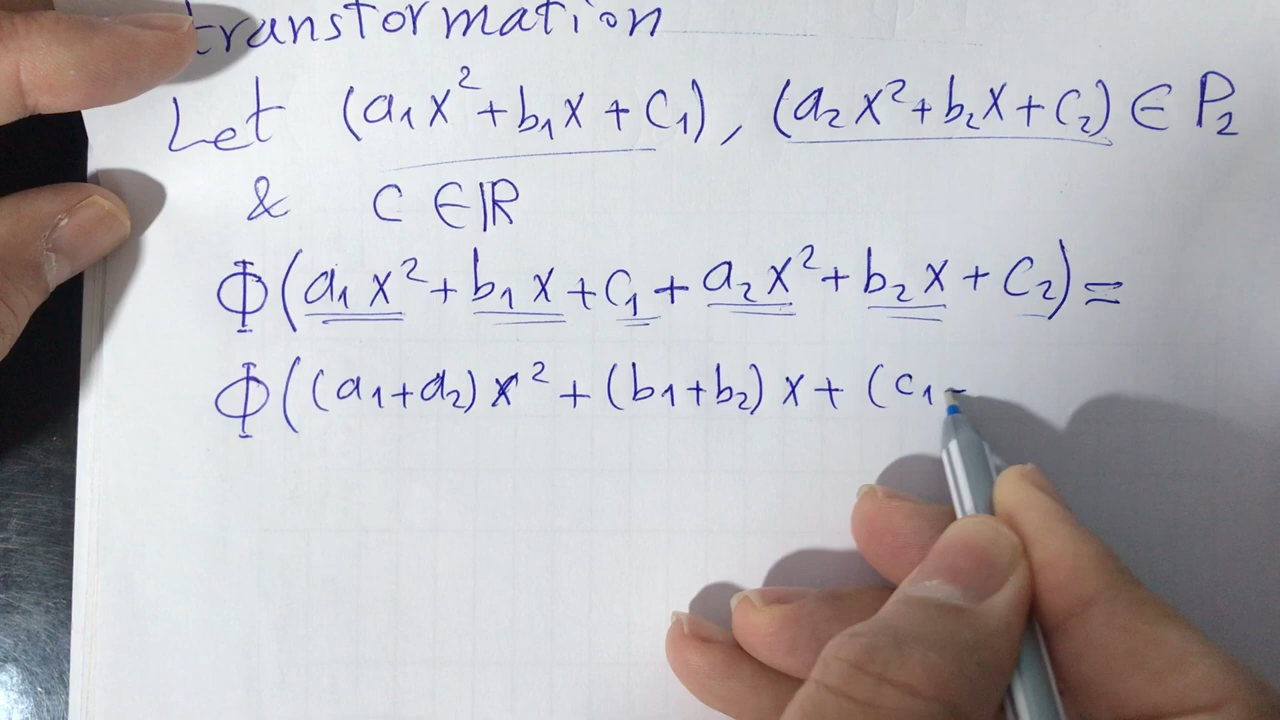 transformation
Let (a₁x²+b₁x+c₁), (a₂x²+b₂x+c₂) ∈ P₂
& c ∈ ℝ
Φ(a₁x²+b₁x+c₁+a₂x²+b₂x+c₂)=
Φ((a₁+a₂)x²+(b₁+b₂)x+(c₁-